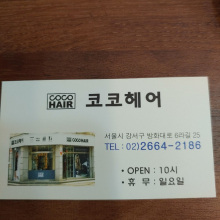 COCO
HAIR
코코헤어
서울시 강서구 방화대로 6라길 25
TEL : 02)2664-2186
• OPEN : 10시
• 휴 무 : 일요일